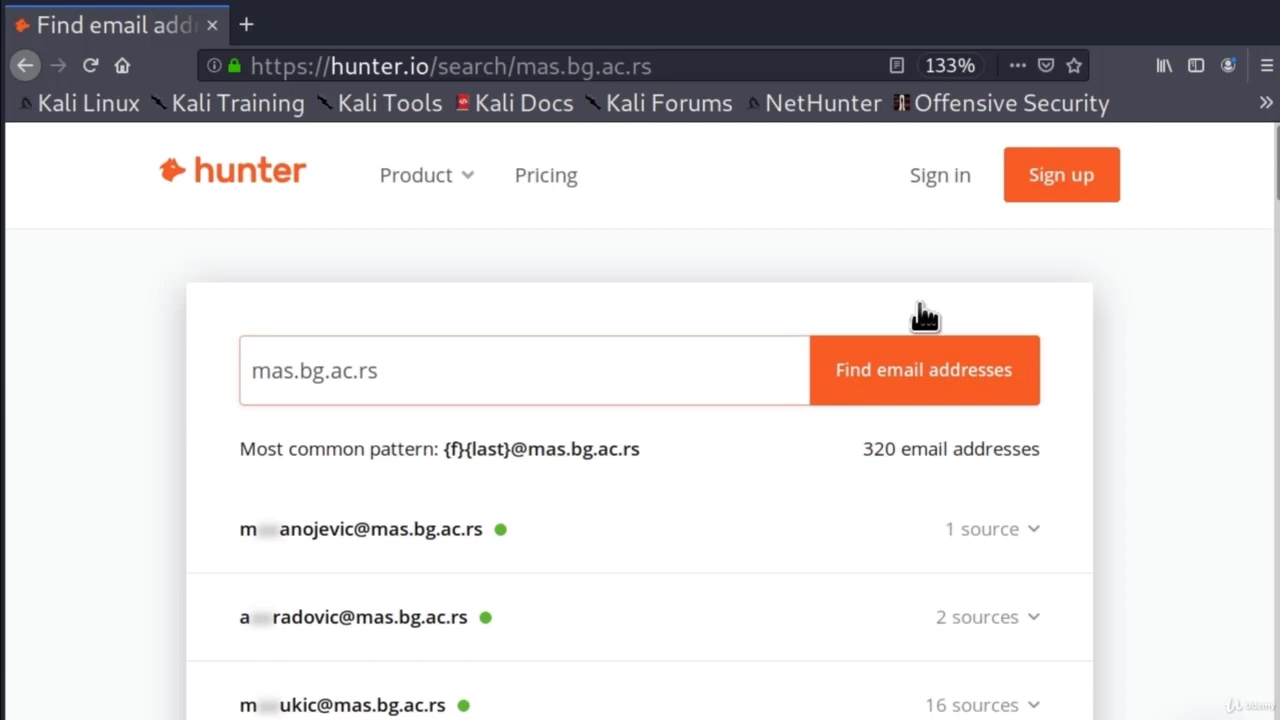 Find email add
https://hunter.io/search/mas.bg.ac.rs 133%
Kali Linux Kali Training Kali Tools Kali Docs Kali Forums NetHunter Offensive Security
hunter Product Pricing Sign in Sign up
mas.bg.ac.rs Find email addresses
Most common pattern: {f}{last}@mas.bg.ac.rs 320 email addresses
m anojevic@mas.bg.ac.rs 1 source
a radovic@mas.bg.ac.rs 2 sources
m ukic@mas.bg.ac.rs 16 sources
Udemy